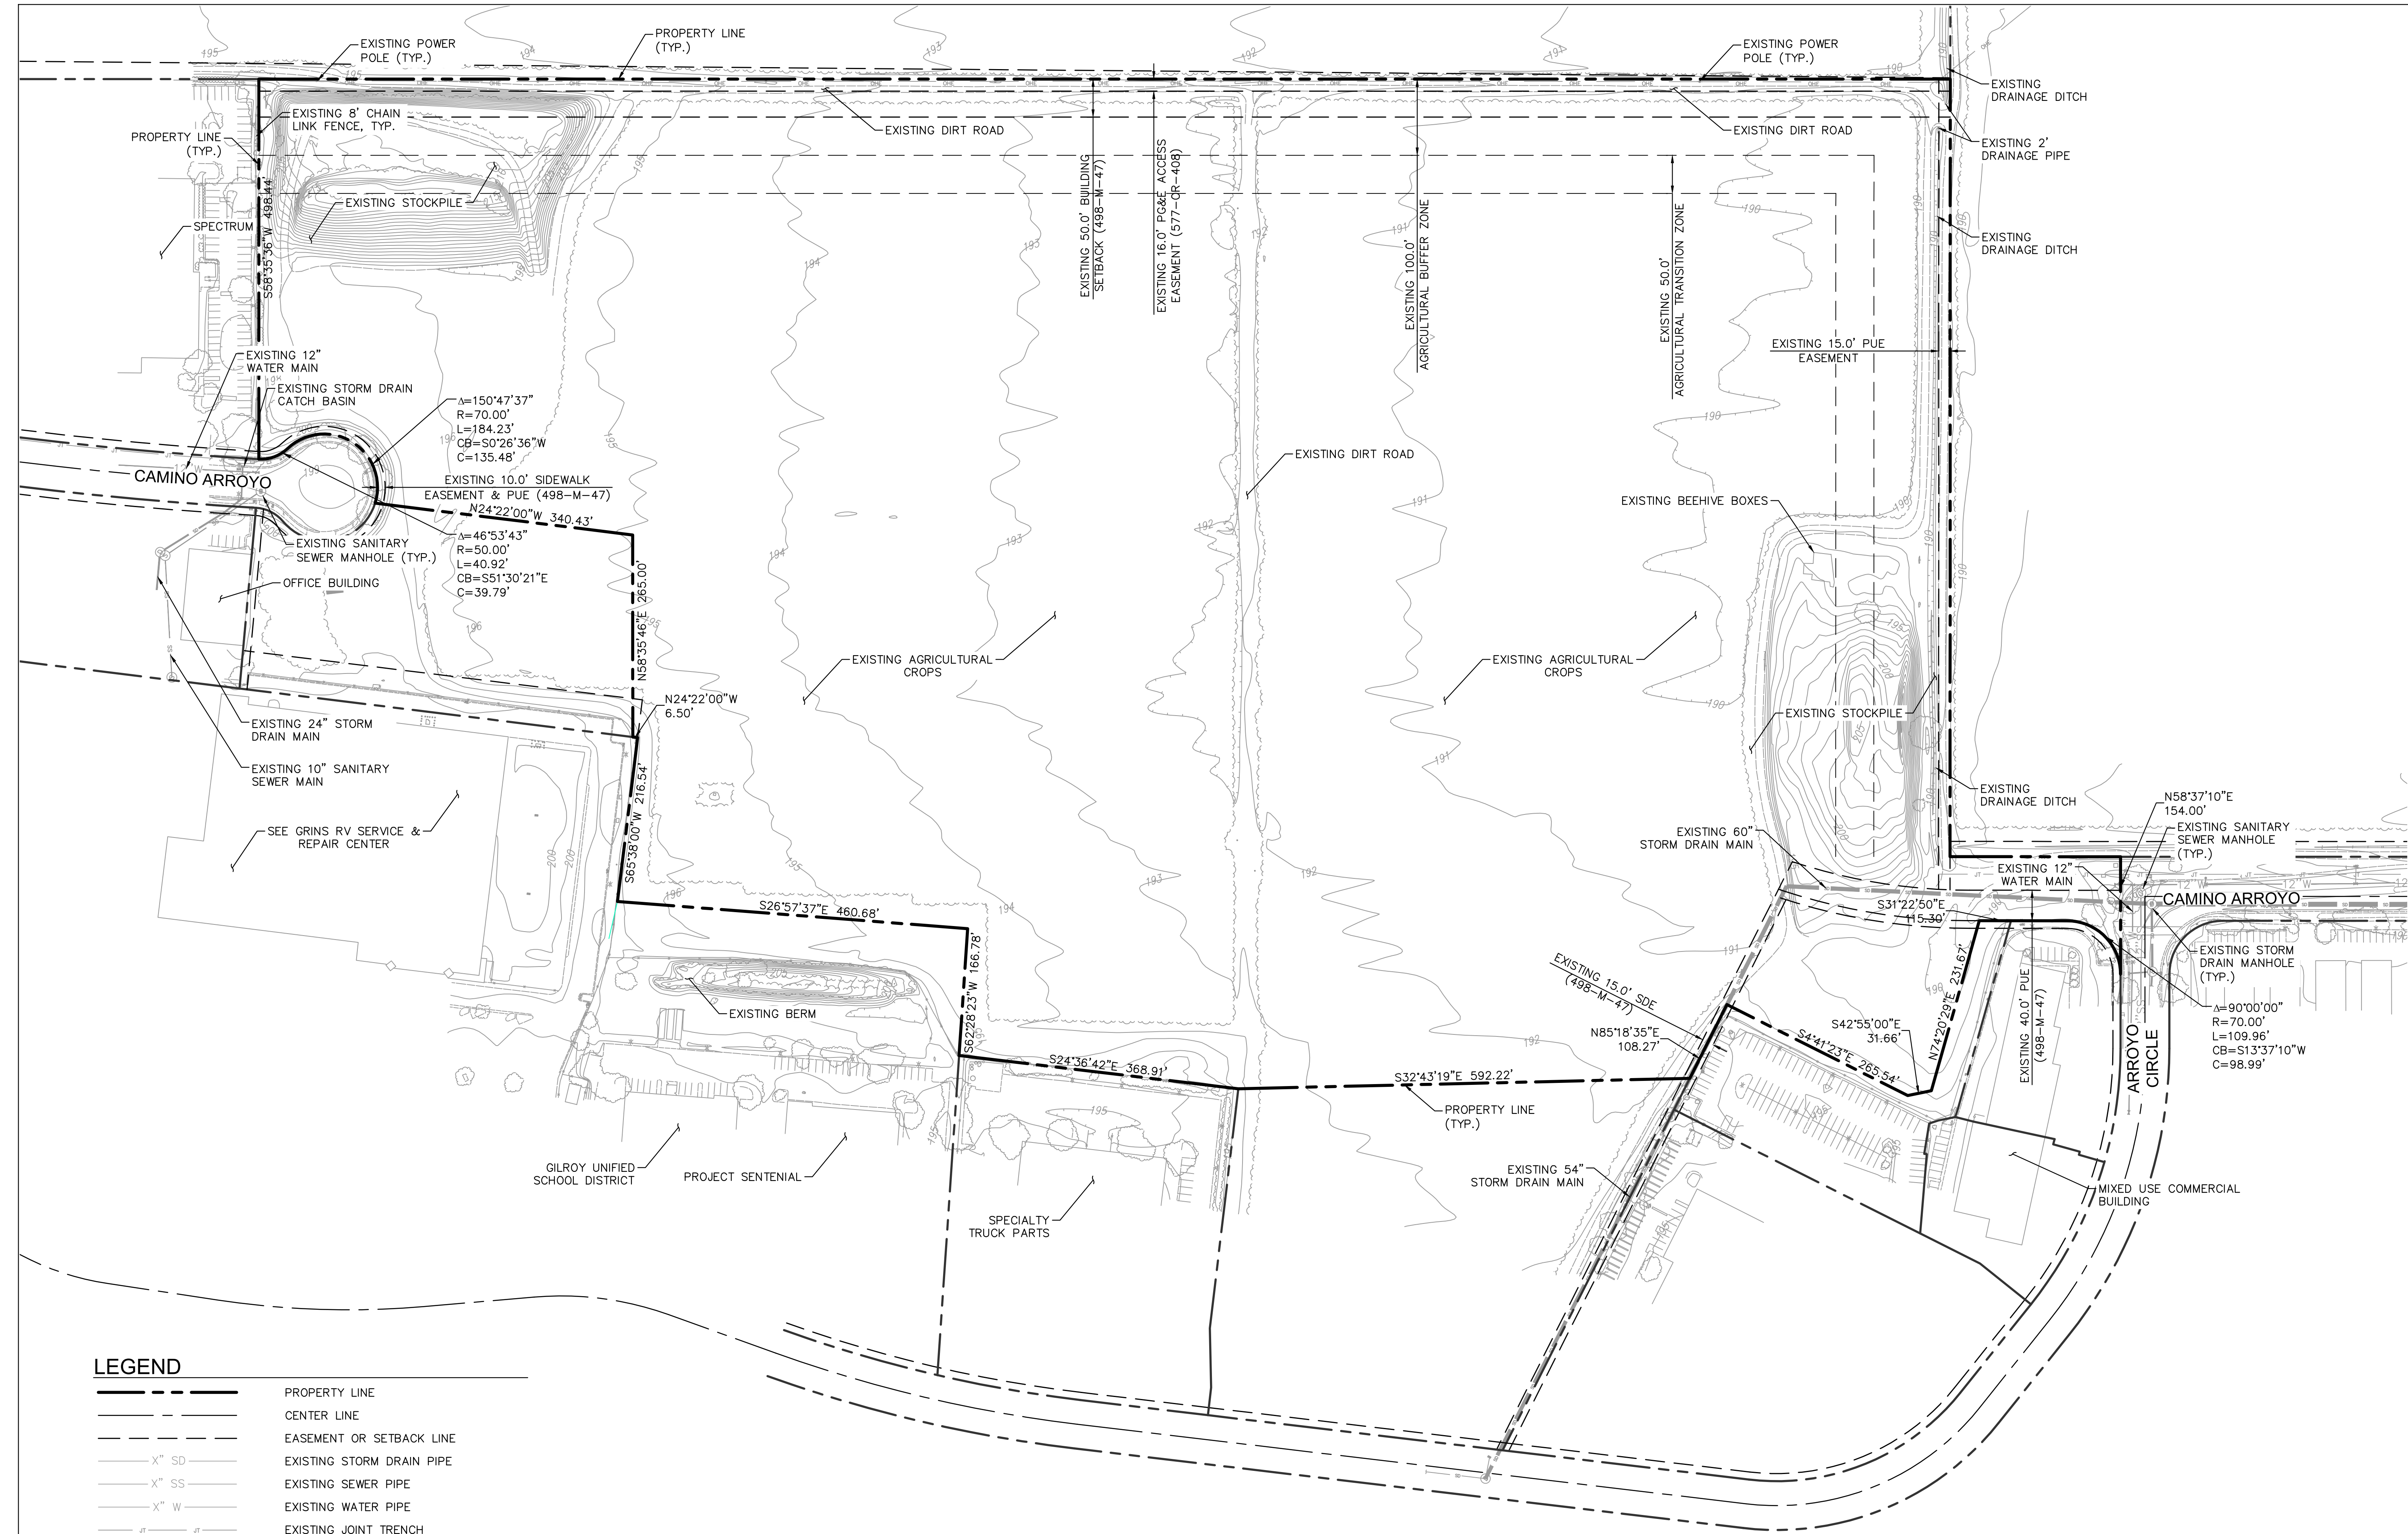 EXISTING POWER
POLE (TYP.)
PROPERTY LINE
(TYP.)
EXISTING POWER
POLE (TYP.)
195
194
193
192
191
190
190
195
190
OHE
EXISTING
DRAINAGE DITCH
EXISTING 8' CHAIN
LINK FENCE, TYP.
PROPERTY LINE
(TYP.)
EXISTING DIRT ROAD
EXISTING DIRT ROAD
EXISTING 2'
DRAINAGE PIPE
S58°35'36"W 498.44'
EXISTING STOCKPILE
SPECTRUM
EXISTING 50.0' BUILDING
SETBACK (498-M-47)
EXISTING 16.0' PG&E ACCESS
EASEMENT (577-OR-408)
EXISTING 100.0'
AGRICULTURAL BUFFER ZONE
EXISTING 50.0'
AGRICULTURAL TRANSITION ZONE
EXISTING
DRAINAGE DITCH
EXISTING 15.0' PUE
EASEMENT
EXISTING 12"
WATER MAIN
EXISTING STORM DRAIN
CATCH BASIN
Δ=150°47'37"
R=70.00'
L=184.23'
CB=S0°26'36"W
C=135.48'
CAMINO ARROYO
EXISTING 10.0' SIDEWALK
EASEMENT & PUE (498-M-47)
N24°22'00"W 340.43'
EXISTING DIRT ROAD
EXISTING BEEHIVE BOXES
Δ=46°53'43"
R=50.00'
L=40.92'
CB=S51°30'21"E
C=39.79'
EXISTING SANITARY
SEWER MANHOLE (TYP.)
OFFICE BUILDING
N58°35'46"E 265.00'
EXISTING AGRICULTURAL
CROPS
EXISTING AGRICULTURAL
CROPS
N24°22'00"W
6.50'
EXISTING 24" STORM
DRAIN MAIN
EXISTING STOCKPILE
EXISTING 10" SANITARY
SEWER MAIN
S65°38'00"W 216.54'
EXISTING
DRAINAGE DITCH
N58°37'10"E
154.00'
SEE GRINS RV SERVICE &
REPAIR CENTER
EXISTING 60"
STORM DRAIN MAIN
EXISTING SANITARY
SEWER MANHOLE
(TYP.)
EXISTING 12"
WATER MAIN
12"W
CAMINO ARROYO
S26°57'37"E 460.68'
S31°22'50"E
115.30'
S62°28'23"W 166.78'
EXISTING STORM
DRAIN MANHOLE
(TYP.)
EXISTING 15.0' SDE
(498-M-47)
EXISTING BERM
N85°18'35"E
108.27'
S42°55'00"E
31.66'
N74°20'29"E 231.67'
EXISTING 40.0' PUE
(498-M-47)
ARROYO
CIRCLE
Δ=90°00'00"
R=70.00'
L=109.96'
CB=S13°37'10"W
C=98.99'
S4°41'23"E 265.54'
S24°36'42"E 368.91'
S32°43'19"E 592.22'
PROPERTY LINE
(TYP.)
GILROY UNIFIED
SCHOOL DISTRICT
PROJECT SENTENIAL
EXISTING 54"
STORM DRAIN MAIN
MIXED USE COMMERCIAL
BUILDING
SPECIALTY
TRUCK PARTS
LEGEND
PROPERTY LINE
CENTER LINE
EASEMENT OR SETBACK LINE
X" SD EXISTING STORM DRAIN PIPE
X" SS EXISTING SEWER PIPE
X" W EXISTING WATER PIPE
JT JT EXISTING JOINT TRENCH